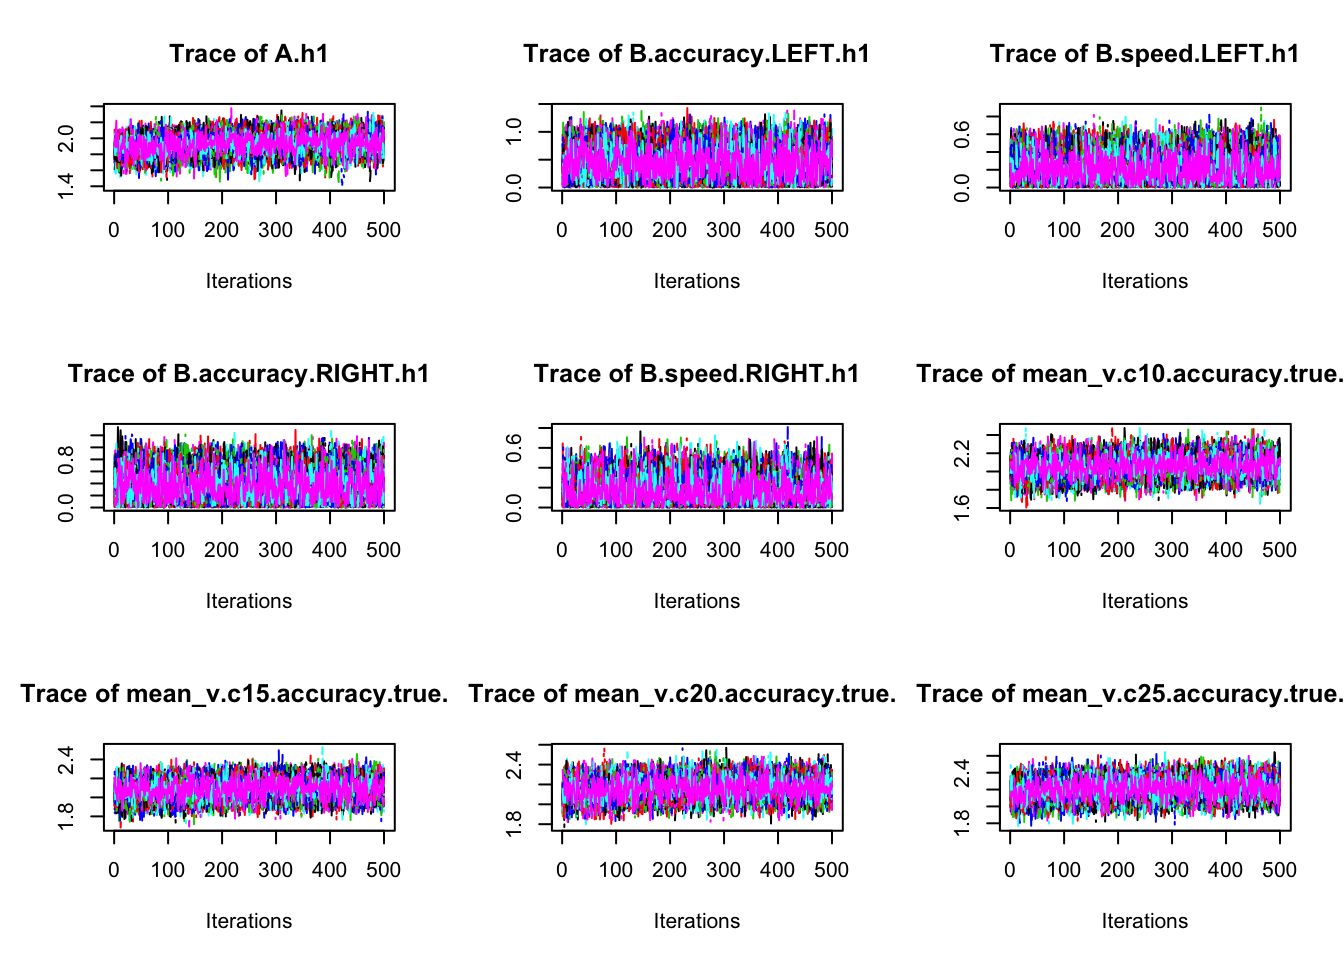 Trace of A.h1
1.4 2.0
0 100 200 300 400 500
Iterations
Trace of B.accuracy.LEFT.h1
0.0 1.0
0 100 200 300 400 500
Iterations
Trace of B.speed.LEFT.h1
0.0 0.6
0 100 200 300 400 500
Iterations
Trace of B.accuracy.RIGHT.h1
0.0 0.8
0 100 200 300 400 500
Iterations
Trace of B.speed.RIGHT.h1
0.0 0.6
0 100 200 300 400 500
Iterations
Trace of mean_v.c10.accuracy.true.
1.6 2.2
0 100 200 300 400 500
Iterations
Trace of mean_v.c15.accuracy.true.
1.8 2.4
0 100 200 300 400 500
Iterations
Trace of mean_v.c20.accuracy.true.
1.8 2.4
0 100 200 300 400 500
Iterations
Trace of mean_v.c25.accuracy.true.
1.8 2.4
0 100 200 300 400 500
Iterations